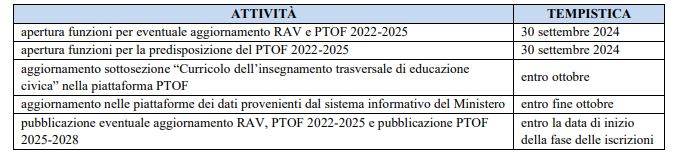 ATTIVITÀ TEMPISTICA
apertura funzioni per eventuale aggiornamento RAV e PTOF 2022-2025 30 settembre 2024
apertura funzioni per la predisposizione del PTOF 2022-2025 30 settembre 2024
aggiornamento sottosezione “Curricolo dell’insegnamento trasversale di educazione
civica” nella piattaforma PTOF entro ottobre
aggiornamento nelle piattaforme dei dati provenienti dal sistema informativo del Ministero entro fine ottobre
pubblicazione eventuale aggiornamento RAV, PTOF 2022-2025 e pubblicazione PTOF entro la data di inizio
2025-2028 della fase delle iscrizioni